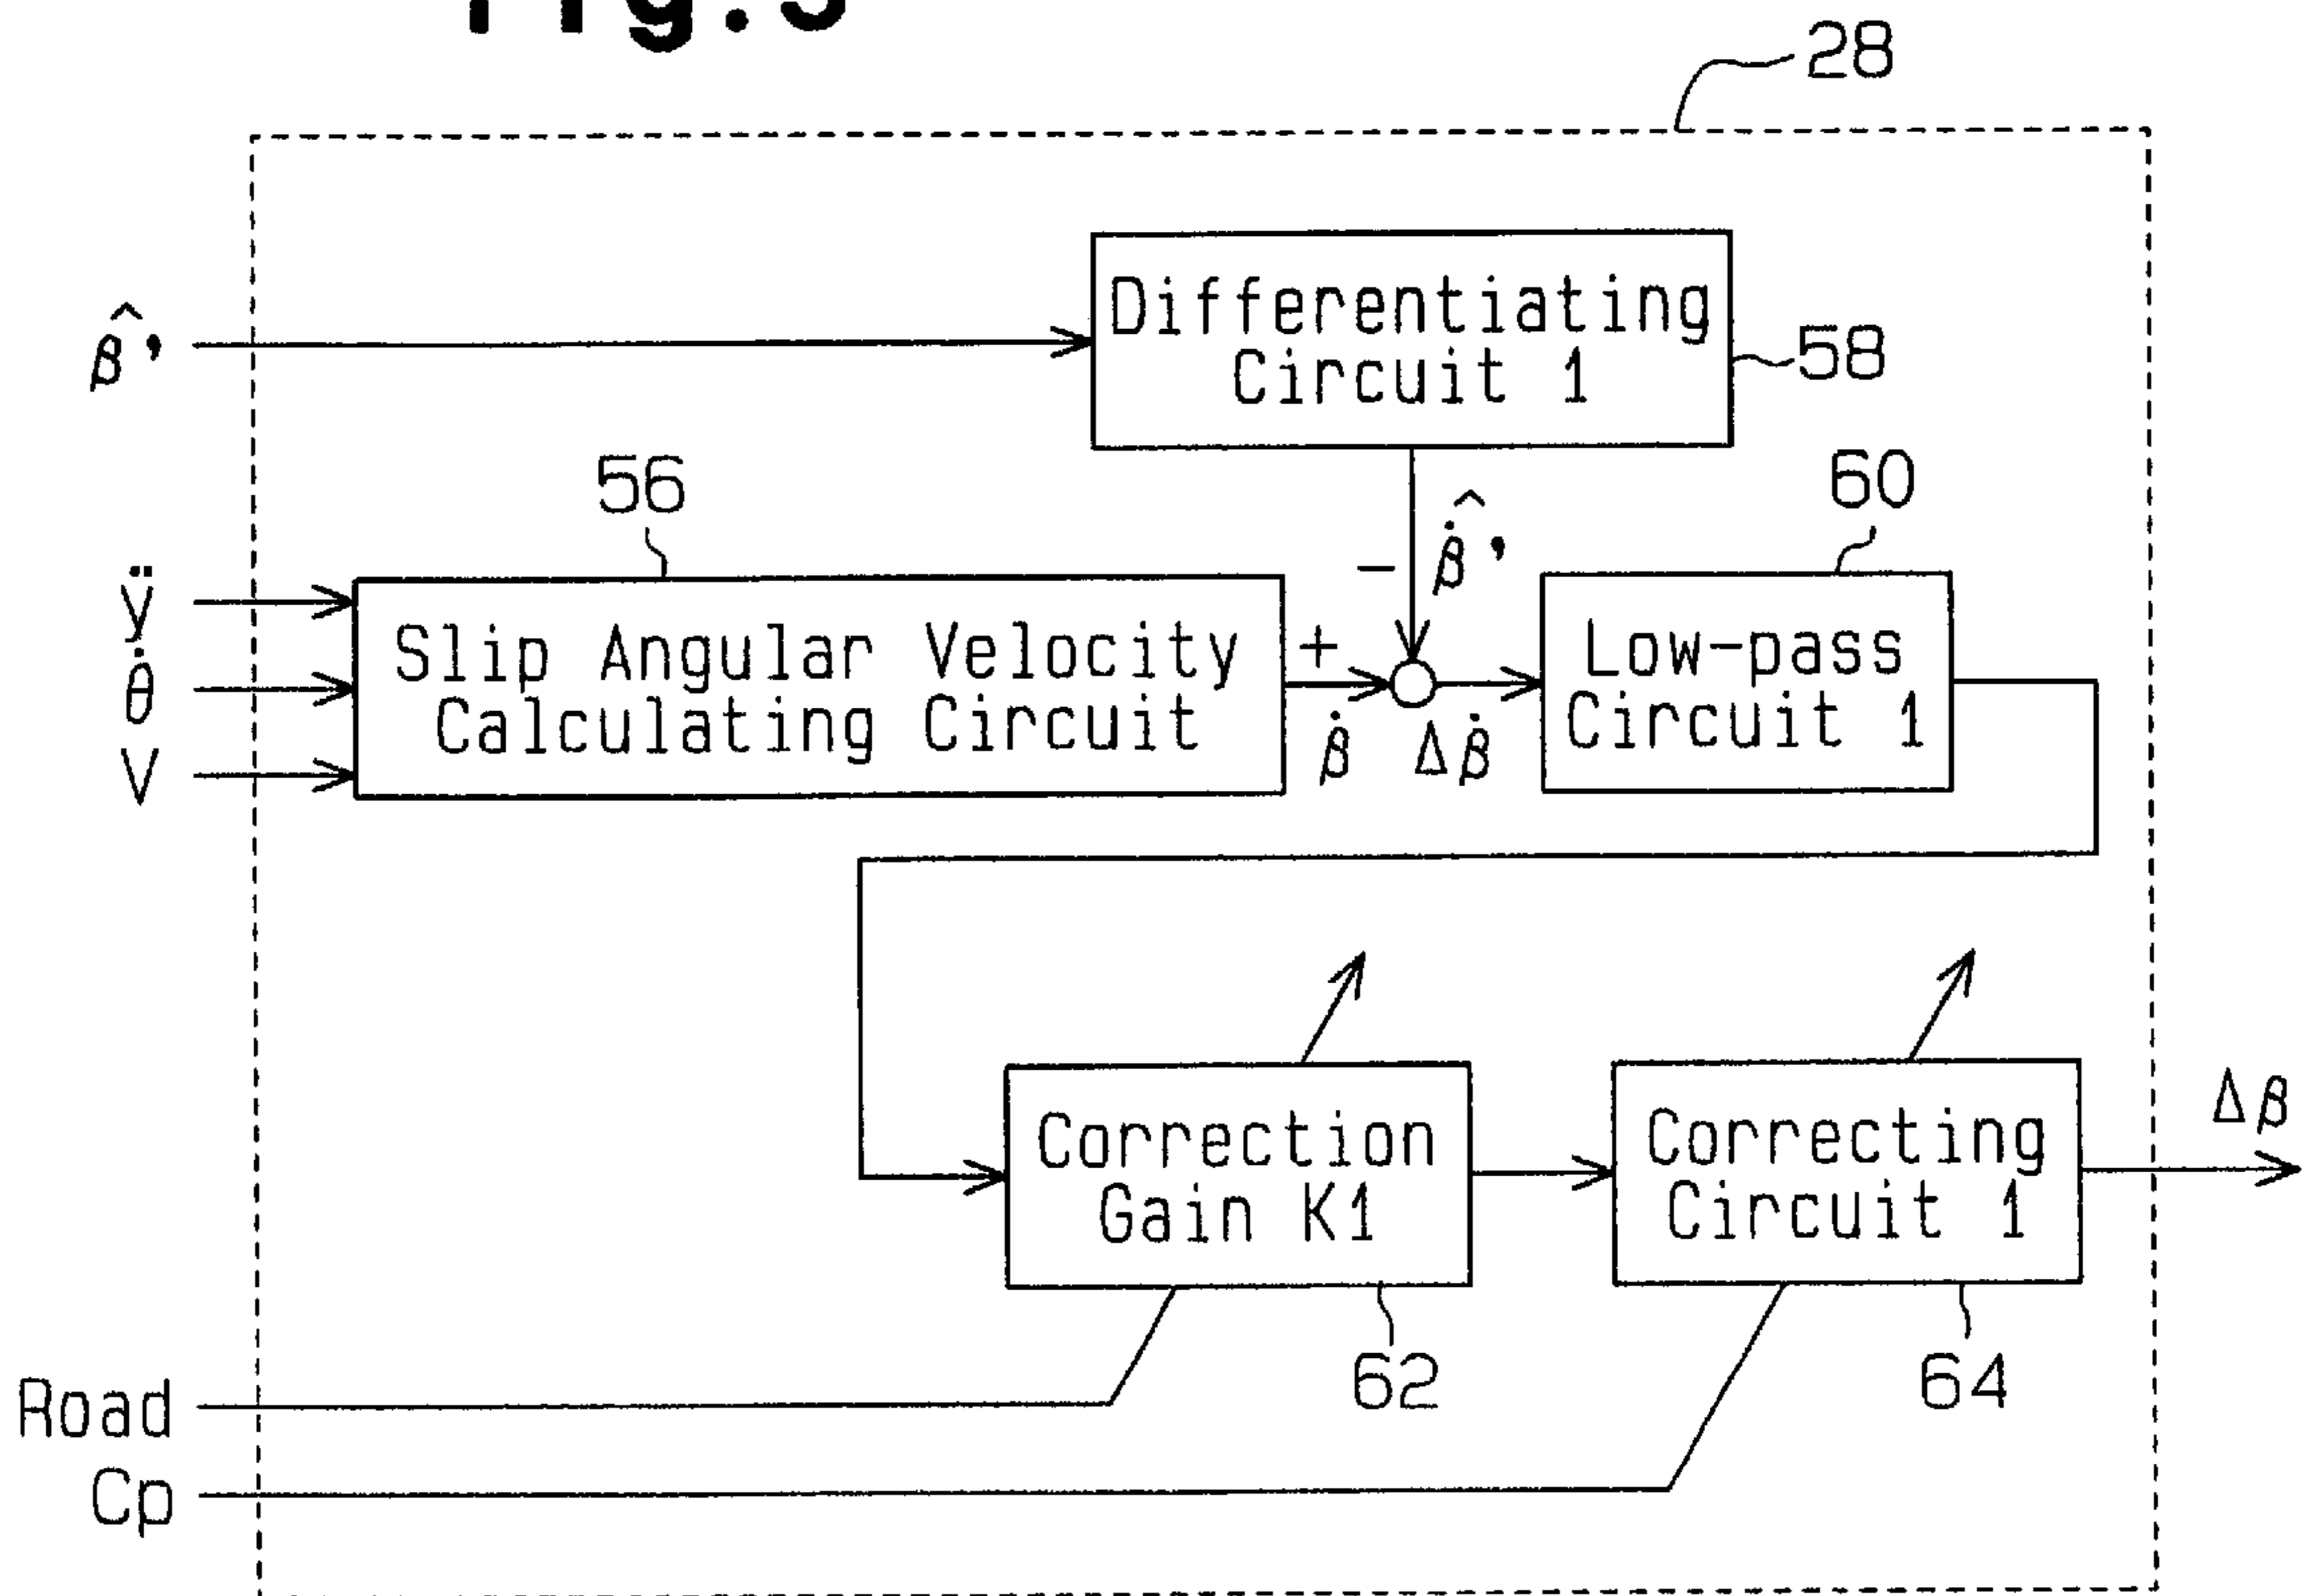 28
Differentiating
Circuit 1
β̂'
58
56
60
−
β̇̂'
ÿ
θ̇
V
Slip Angular Velocity
Calculating Circuit
+
β̇
Δβ̇
Low-pass
Circuit 1
Correction
Gain K1
Correcting
Circuit 1
Δβ
62
64
Road
Cp